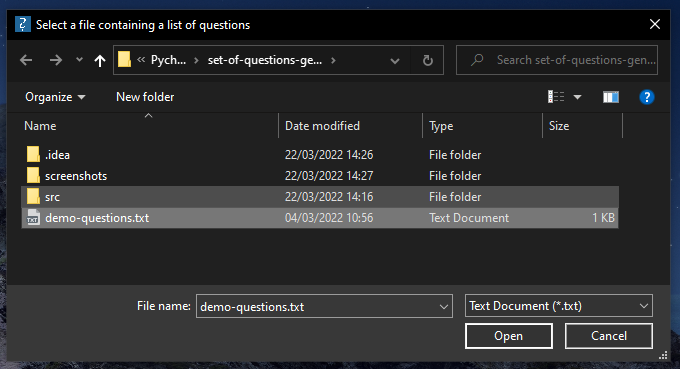 Select a file containing a list of questions
« Pych... › set-of-questions-ge... ›
Search set-of-questions-gen...
Organize New folder
Name Date modified Type Size
.idea 22/03/2022 14:26 File folder
screenshots 22/03/2022 14:27 File folder
src 22/03/2022 14:16 File folder
demo-questions.txt 04/03/2022 10:56 Text Document 1 KB
File name: demo-questions.txt Text Document (*.txt)
Open Cancel